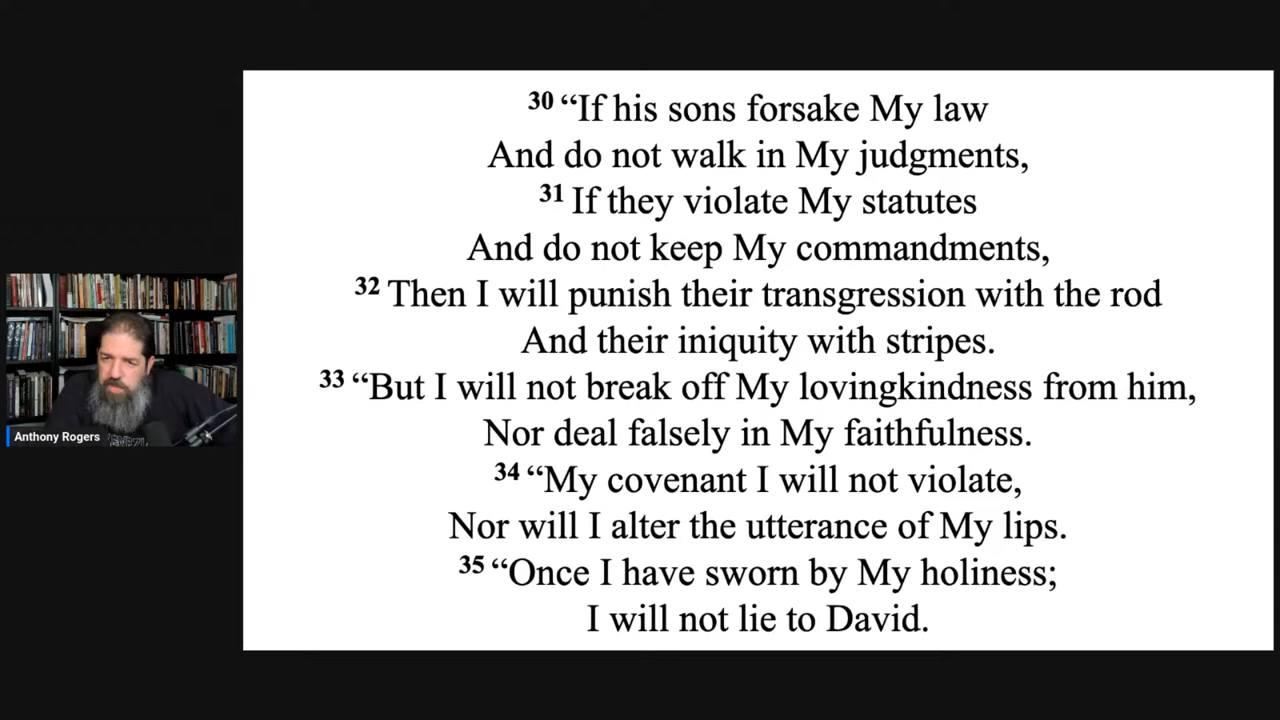 30 “If his sons forsake My law
And do not walk in My judgments,
31 If they violate My statutes
And do not keep My commandments,
32 Then I will punish their transgression with the rod
And their iniquity with stripes.
33 “But I will not break off My lovingkindness from him,
Nor deal falsely in My faithfulness.
34 “My covenant I will not violate,
Nor will I alter the utterance of My lips.
35 “Once I have sworn by My holiness;
I will not lie to David.
Anthony Rogers